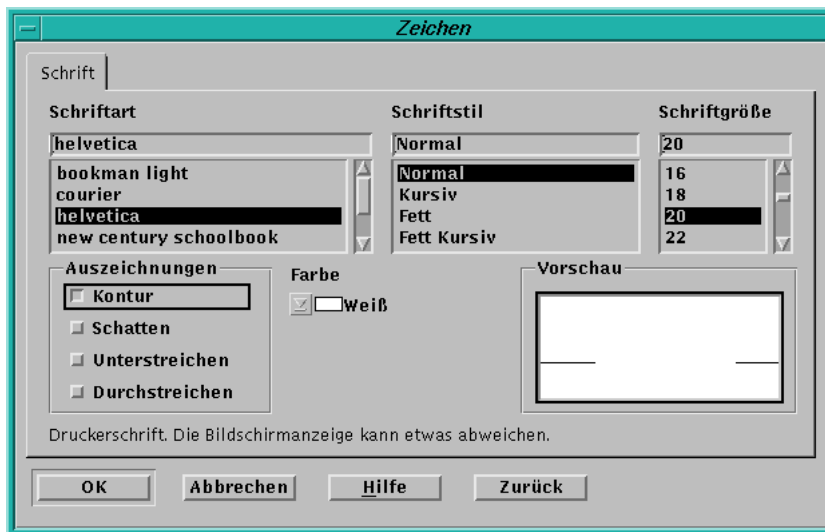 Zeichen
Schrift
Schriftart Schriftstil Schriftgröße
helvetica Normal 20
bookman light Normal 16
courier Kursiv 18
helvetica Fett 20
new century schoolbook Fett Kursiv 22
Auszeichnungen Farbe Vorschau
Kontur Weiß
Schatten
Unterstreichen
Durchstreichen
Druckerschrift. Die Bildschirmanzeige kann etwas abweichen.
OK Abbrechen Hilfe Zurück